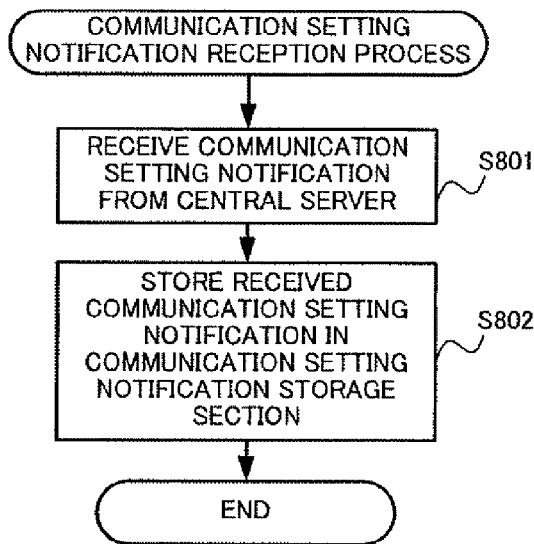 COMMUNICATION SETTING
NOTIFICATION RECEPTION PROCESS
RECEIVE COMMUNICATION
SETTING NOTIFICATION
FROM CENTRAL SERVER
S801
STORE RECEIVED
COMMUNICATION SETTING
NOTIFICATION IN
COMMUNICATION SETTING
NOTIFICATION STORAGE
SECTION
S802
END